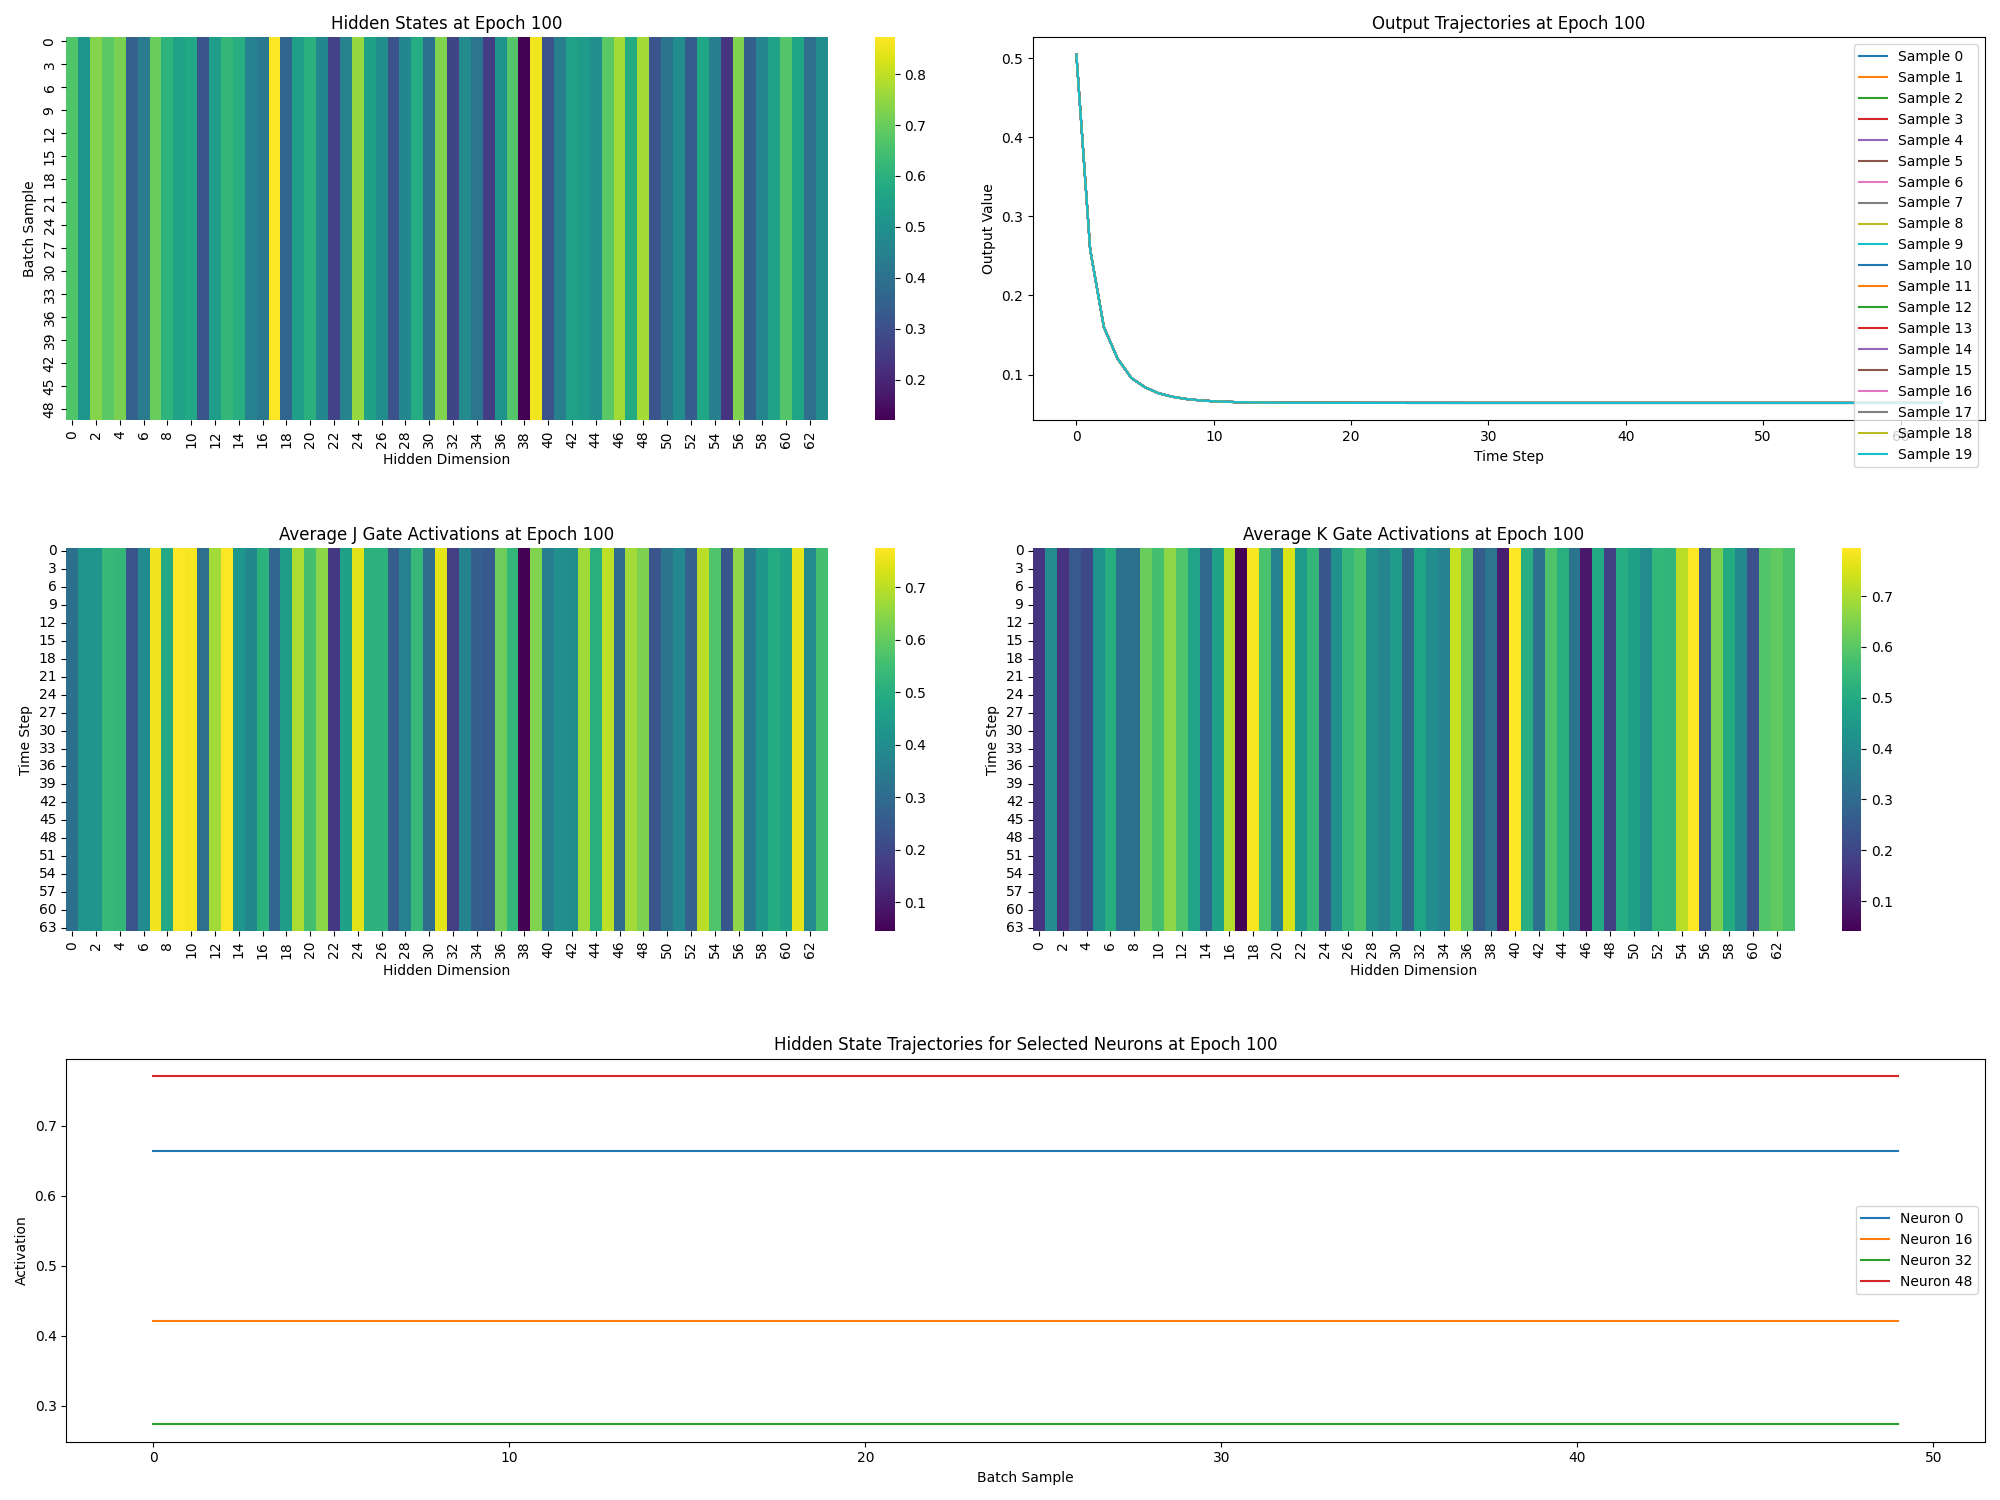 Hidden States at Epoch 100
0
3
6
9
12
15
18
21
24
27
30
33
36
39
42
45
48
Batch Sample
0 2 4 6 8 10 12 14 16 18 20 22 24 26 28 30 32 34 36 38 40 42 44 46 48 50 52 54 56 58 60 62
Hidden Dimension
0.8
0.7
0.6
0.5
0.4
0.3
0.2
Output Trajectories at Epoch 100
0.5
0.4
0.3
0.2
0.1
Output Value
0 10 20 30 40 50 60
Time Step
Sample 0
Sample 1
Sample 2
Sample 3
Sample 4
Sample 5
Sample 6
Sample 7
Sample 8
Sample 9
Sample 10
Sample 11
Sample 12
Sample 13
Sample 14
Sample 15
Sample 16
Sample 17
Sample 18
Sample 19
Average J Gate Activations at Epoch 100
0
3
6
9
12
15
18
21
24
27
30
33
36
39
42
45
48
51
54
57
60
63
Time Step
0 2 4 6 8 10 12 14 16 18 20 22 24 26 28 30 32 34 36 38 40 42 44 46 48 50 52 54 56 58 60 62
Hidden Dimension
0.7
0.6
0.5
0.4
0.3
0.2
0.1
Average K Gate Activations at Epoch 100
0
3
6
9
12
15
18
21
24
27
30
33
36
39
42
45
48
51
54
57
60
63
Time Step
0 2 4 6 8 10 12 14 16 18 20 22 24 26 28 30 32 34 36 38 40 42 44 46 48 50 52 54 56 58 60 62
Hidden Dimension
0.7
0.6
0.5
0.4
0.3
0.2
0.1
Hidden State Trajectories for Selected Neurons at Epoch 100
0.7
0.6
0.5
0.4
0.3
Activation
0 10 20 30 40 50
Batch Sample
Neuron 0
Neuron 16
Neuron 32
Neuron 48